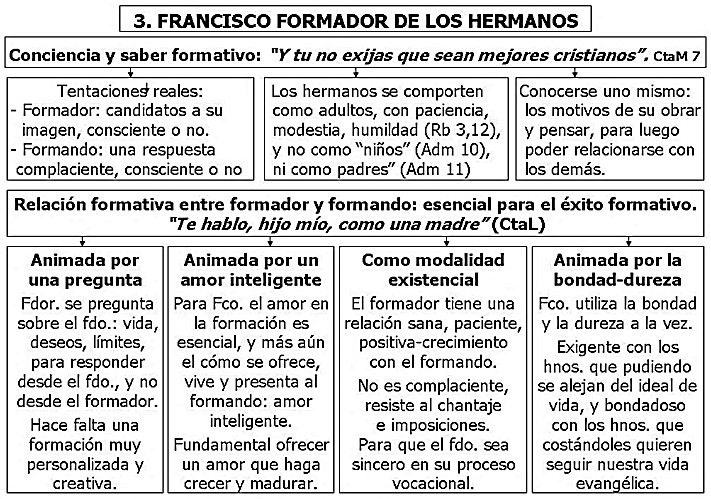 3. FRANCISCO FORMADOR DE LOS HERMANOS
Conciencia y saber formativo: "Y tu no exijas que sean mejores cristianos". CtaM 7
Tentaciones reales:
- Formador: candidatos a su
imagen, consciente o no.
- Formando: una respuesta
complaciente, consciente o no
Los hermanos se comporten
como adultos, con paciencia,
modestia, humildad (Rb 3,12),
y no como "niños" (Adm 10),
ni como padres" (Adm 11)
Conocerse uno mismo:
los motivos de su obrar
y pensar, para luego
poder relacionarse con
los demás.
Relación formativa entre formador y formando: esencial para el éxito formativo.
"Te hablo, hijo mío, como una madre" (CtaL)
Animada por
una pregunta
Fdor. se pregunta
sobre el fdo.: vida,
deseos, límites,
para responder
desde el fdo., y no
desde el formador.
Hace falta una
formación muy
personalizada y
creativa.
Animada por un
amor inteligente
Para Fco. el amor en
la formación es
esencial, y más aún
el cómo se ofrece,
vive y presenta al
formando: amor
inteligente.
Fundamental ofrecer
un amor que haga
crecer y madurar.
Como modalidad
existencial
El formador tiene una
relación sana, paciente,
positiva-crecimiento
con el formando.
No es complaciente,
resiste al chantaje
e imposiciones.
Para que el fdo. sea
sincero en su proceso
vocacional.
Animada por la
bondad-dureza
Fco. utiliza la bondad
y la dureza a la vez.
Exigente con los
hnos. que pudiendo
se alejan del ideal de
vida, y bondadoso
con los hnos. que
costándoles quieren
seguir nuestra vida
evangélica.